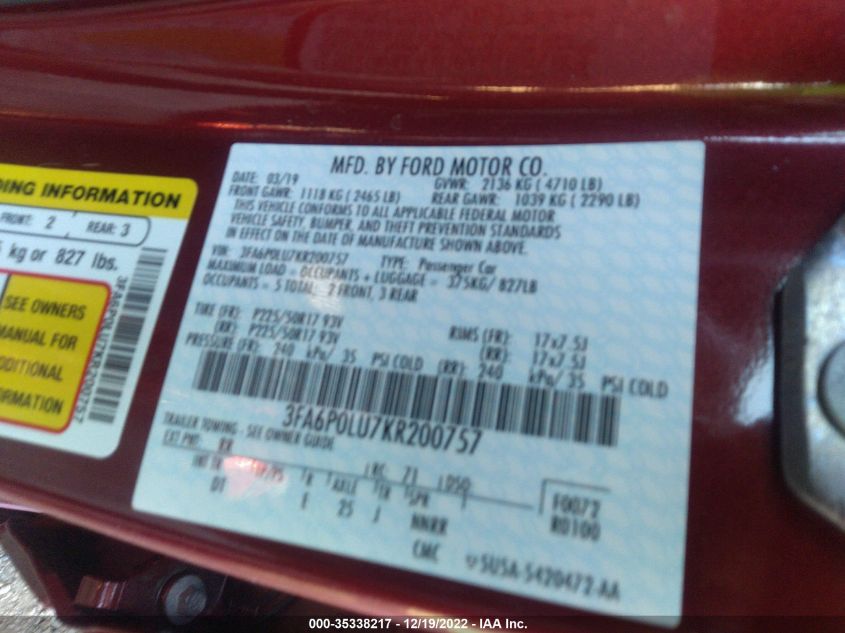 DING INFORMATION
FRONT: 2 REAR: 3
kg or 827 lbs.
SEE OWNERS
MANUAL FOR
DDITIONAL
ORMATION
3FA6P0LU7KR200757
MFD. BY FORD MOTOR CO.
DATE: 03/19 GVWR: 2136 KG ( 4710 LB)
FRONT GAWR: 1118 KG ( 2465 LB) REAR GAWR: 1039 KG ( 2290 LB)
THIS VEHICLE CONFORMS TO ALL APPLICABLE FEDERAL MOTOR
VEHICLE SAFETY, BUMPER, AND THEFT PREVENTION STANDARDS
IN EFFECT ON THE DATE OF MANUFACTURE SHOWN ABOVE.
VIN: 3FA6P0LU7KR200757 TYPE: Passenger Car
MAXIMUM LOAD = OCCUPANTS + LUGGAGE = 375KG/ 827LB
OCCUPANTS = 5 TOTAL: 2 FRONT, 3 REAR
TIRE (FR): P225/50R17 93V RIMS (FR): 17x7.5J
(RR): P225/50R17 93V (RR): 17x7.5J
PRESSURE (FR): 240 kPa/ 35 PSI COLD (RR): 240 kPa/ 35 PSI COLD
3FA6P0LU7KR200757
TRAILER TOWING - SEE OWNER GUIDE
EXT PNT: RR F0072
INT TR R0100
DT E 25 J NNRR
CMC 5U5A-5420472-AA
000-35338217 - 12/19/2022 - IAA Inc.